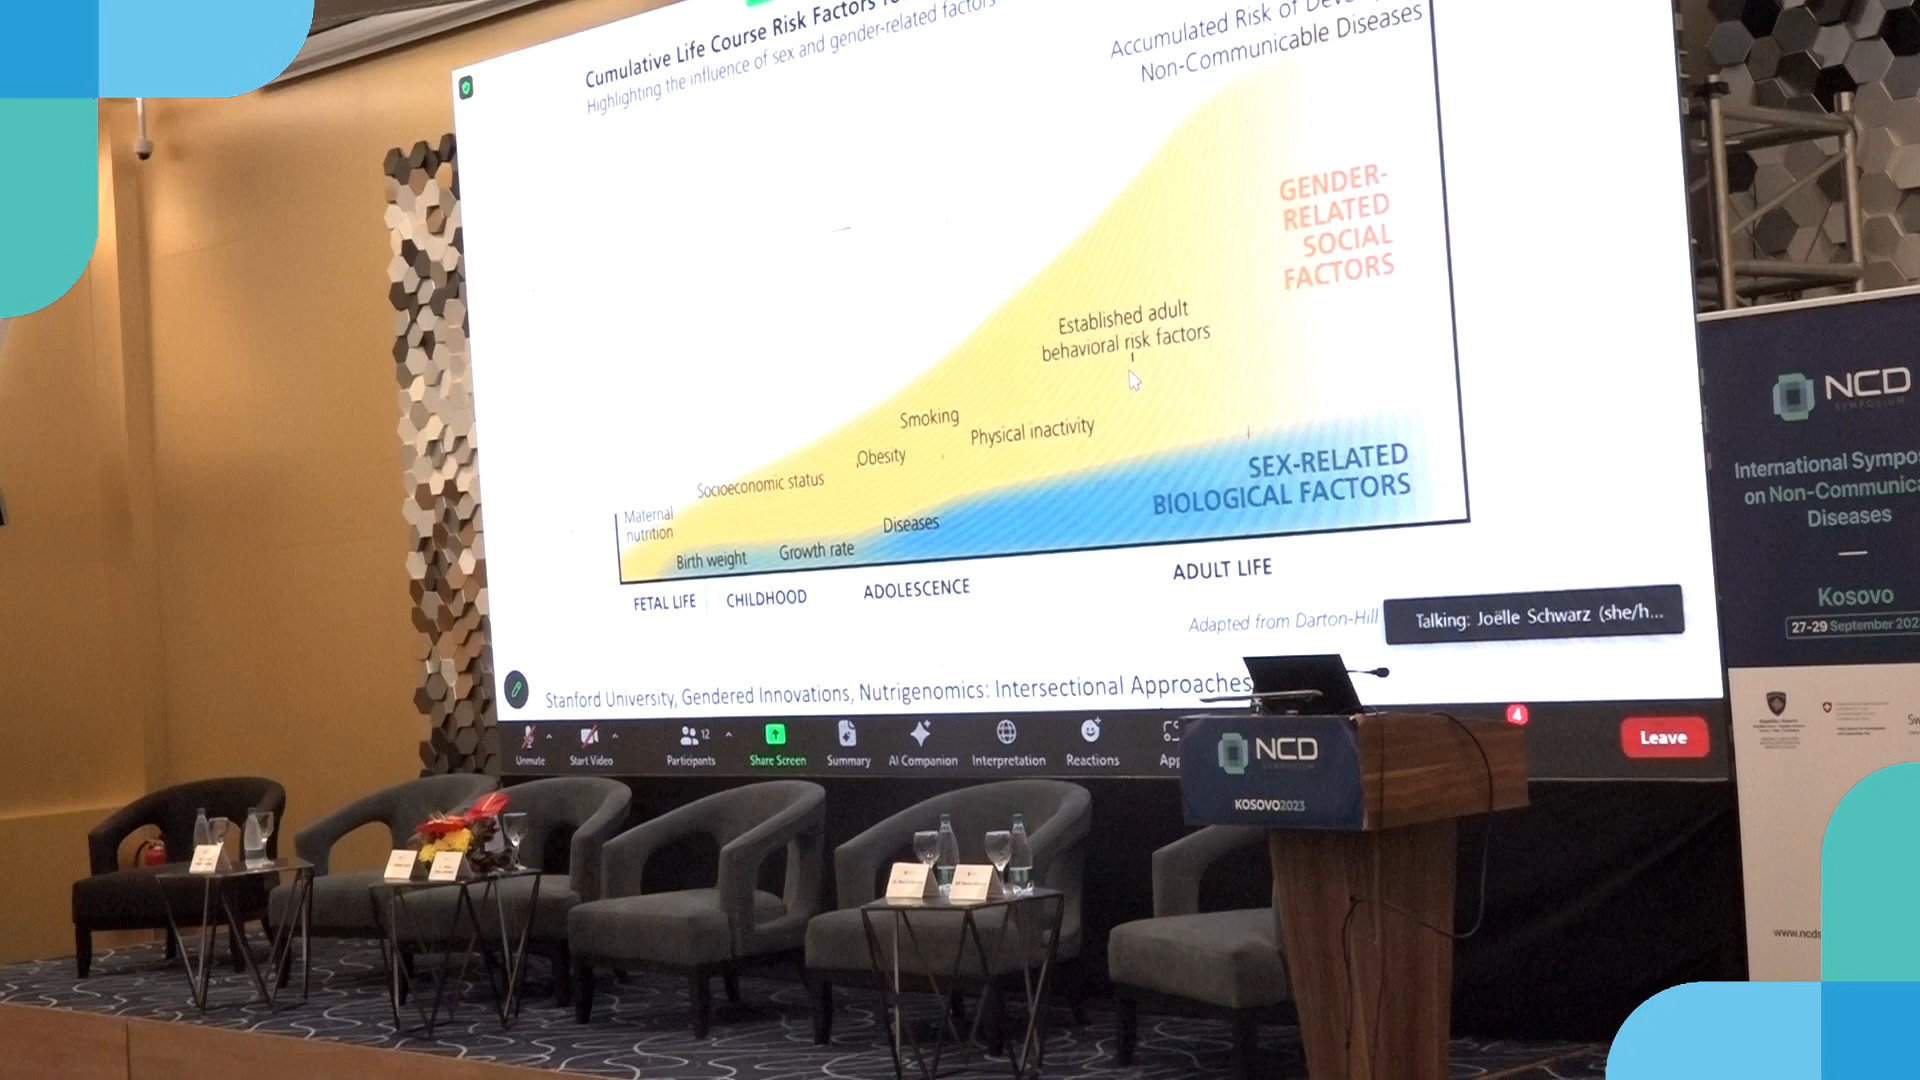 Cumulative Life Course Risk Factors
Highlighting the influence of sex and gender-related factors
Accumulated Risk of
Non-Communicable Diseases
GENDER-
RELATED
SOCIAL
FACTORS
Established adult
behavioral risk factors
Smoking
Physical inactivity
Obesity
Socioeconomic status
Maternal
nutrition
SEX-RELATED
BIOLOGICAL FACTORS
Diseases
Growth rate
Birth weight
FETAL LIFE
CHILDHOOD
ADOLESCENCE
ADULT LIFE
Adapted from Darton-Hill
Talking: Joëlle Schwarz (she/h...
Stanford University, Gendered Innovations, Nutrigenomics: Intersectional Approaches
Unmute
Start Video
Participants
12
Share Screen
Summary
AI Companion
Interpretation
Reactions
4
Leave
NCD
SYMPOSIUM
KOSOVO2023
NCD
SYMPOSIUM
International
on
Diseases
Kosovo
27-29 September